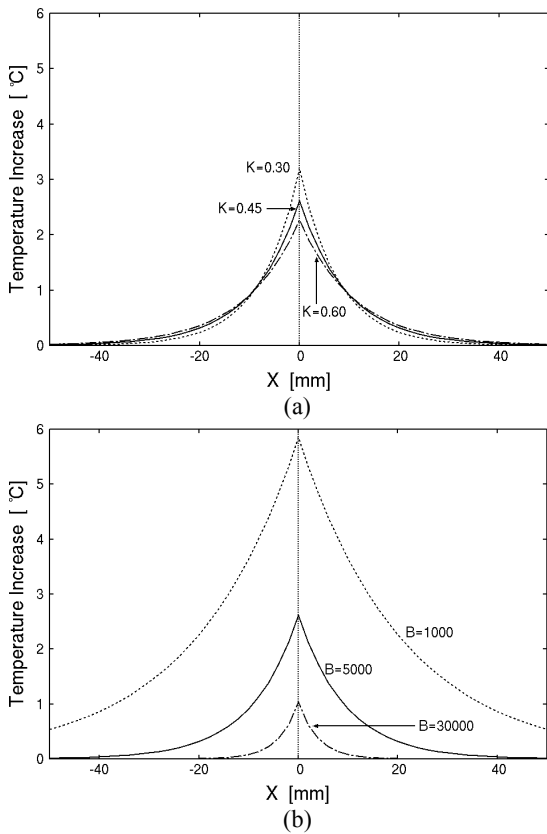 6
5
4
3
2
1
0
Temperature Increase [ ℃]
K=0.30
K=0.45
K=0.60
-40
-20
0
20
40
X [mm]
(a)
6
5
4
3
2
1
0
Temperature Increase [ ℃]
B=1000
B=5000
B=30000
-40
-20
0
20
40
X [mm]
(b)